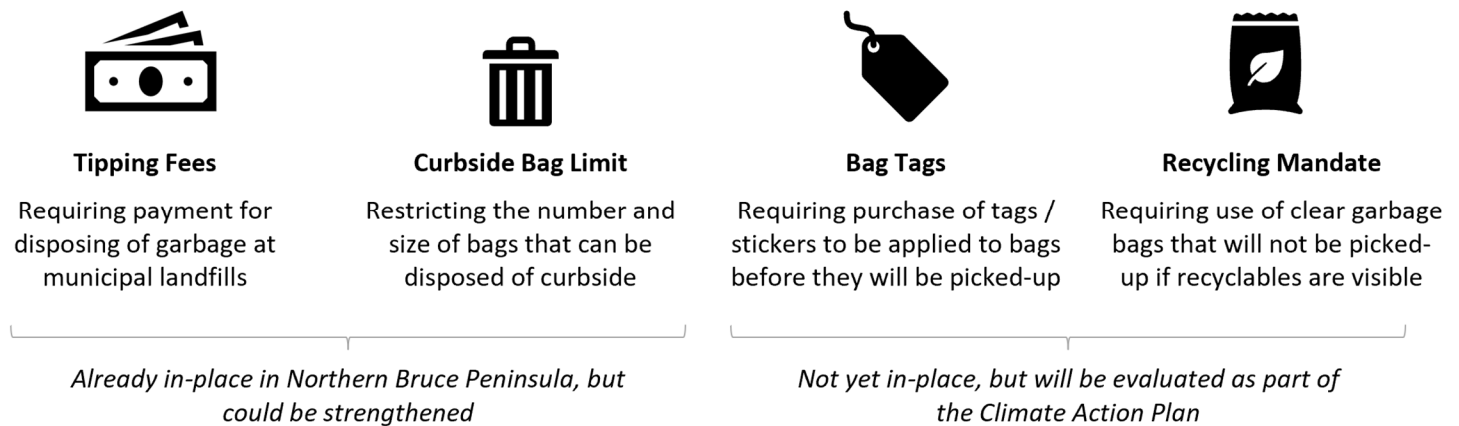 Tipping Fees
Requiring payment for
disposing of garbage at
municipal landfills
Curbside Bag Limit
Restricting the number and
size of bags that can be
disposed of curbside
Bag Tags
Requiring purchase of tags /
stickers to be applied to bags
before they will be picked-up
Recycling Mandate
Requiring use of clear garbage
bags that will not be picked-
up if recyclables are visible
Already in-place in Northern Bruce Peninsula, but
could be strengthened
Not yet in-place, but will be evaluated as part of
the Climate Action Plan